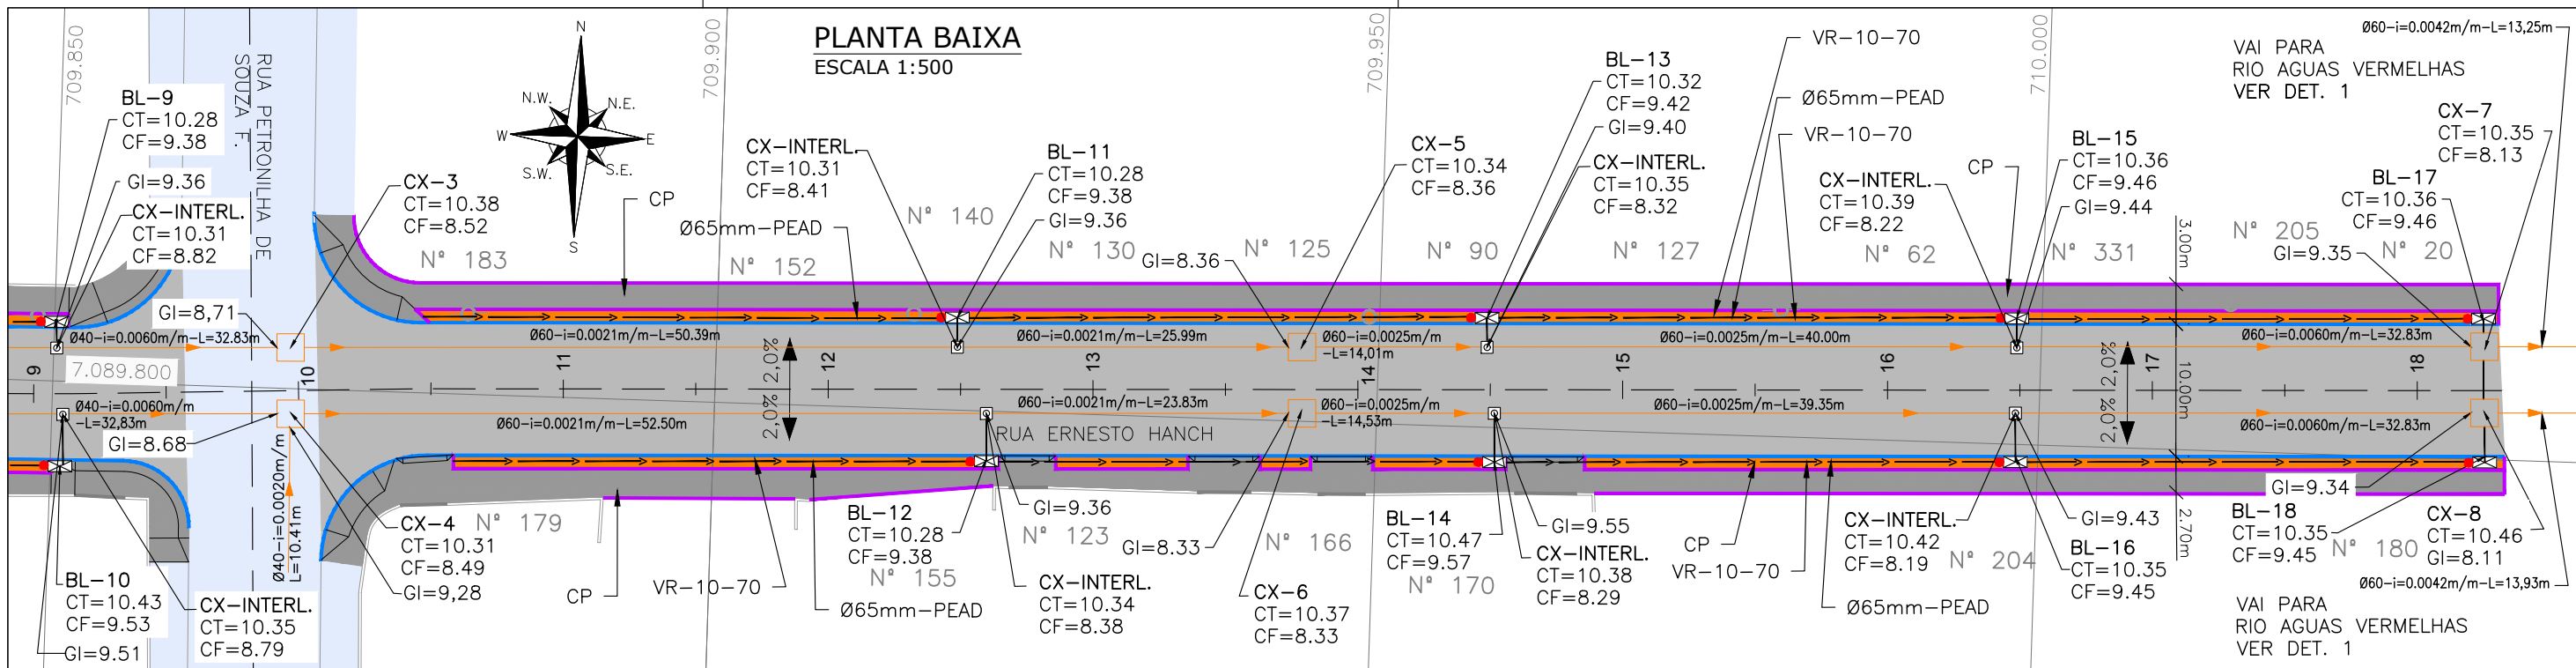 PLANTA BAIXA
ESCALA 1:500
709.850
709.900
709.950
710.000
7.089.800
RUA PETRONILHA DE
SOUZA F.
N
N.E.
E
S.E.
S
S.W.
W
N.W.
BL-9
CT=10.28
CF=9.38
GI=9.36
CX-INTERL.
CT=10.31
CF=8.82
GI=8,71
CX-3
CT=10.38
CF=8.52
Nº 183
CP
Ø65mm-PEAD
Nº 152
CX-INTERL.
CT=10.31
CF=8.41
Nº 140
BL-11
CT=10.28
CF=9.38
GI=9.36
Nº 130
GI=8.36
Nº 125
CX-5
CT=10.34
CF=8.36
Nº 90
BL-13
CT=10.32
CF=9.42
GI=9.40
CX-INTERL.
CT=10.35
CF=8.32
Nº 127
VR-10-70
Ø65mm-PEAD
VR-10-70
CX-INTERL.
CT=10.39
CF=8.22
Nº 62
CP
BL-15
CT=10.36
CF=9.46
GI=9.44
Nº 331
3.00m
VAI PARA
RIO AGUAS VERMELHAS
VER DET. 1
Ø60-i=0.0042m/m-L=13,25m
CX-7
CT=10.35
CF=8.13
BL-17
CT=10.36
CF=9.46
Nº 205
GI=9.35
Nº 20
Ø40-i=0.0060m/m-L=32.83m
Ø60-i=0.0021m/m-L=50.39m
Ø60-i=0.0021m/m-L=25.99m
Ø60-i=0.0025m/m
-L=14,01m
Ø60-i=0.0025m/m-L=40.00m
Ø60-i=0.0060m/m-L=32.83m
9
10
11
12
13
14
15
16
17
18
2,0% 2,0%
2,0% 2,0%
10.00m
Ø40-i=0.0060m/m
-L=32,83m
Ø60-i=0.0021m/m-L=52.50m
Ø60-i=0.0021m/m-L=23.83m
Ø60-i=0.0025m/m
-L=14,53m
Ø60-i=0.0025m/m-L=39.35m
Ø60-i=0.0060m/m-L=32.83m
RUA ERNESTO HANCH
GI=8.68
Ø40-i=0.0020m/m
L=10.41m
BL-10
CT=10.43
CF=9.53
GI=9.51
CX-INTERL.
CT=10.35
CF=8.79
CX-4
CT=10.31
CF=8.49
GI=9,28
Nº 179
CP
VR-10-70
Ø65mm-PEAD
BL-12
CT=10.28
CF=9.38
Nº 155
GI=9.36
Nº 123
CX-INTERL.
CT=10.34
CF=8.38
GI=8.33
Nº 166
CX-6
CT=10.37
CF=8.33
BL-14
CT=10.47
CF=9.57
Nº 170
GI=9.55
CX-INTERL.
CT=10.38
CF=8.29
CP
VR-10-70
Ø65mm-PEAD
CX-INTERL.
CT=10.42
CF=8.19
Nº 204
GI=9.43
BL-16
CT=10.35
CF=9.45
2.70m
GI=9.34
BL-18
CT=10.35
CF=9.45
Nº 180
CX-8
CT=10.46
GI=8.11
Ø60-i=0.0042m/m-L=13,93m
VAI PARA
RIO AGUAS VERMELHAS
VER DET. 1